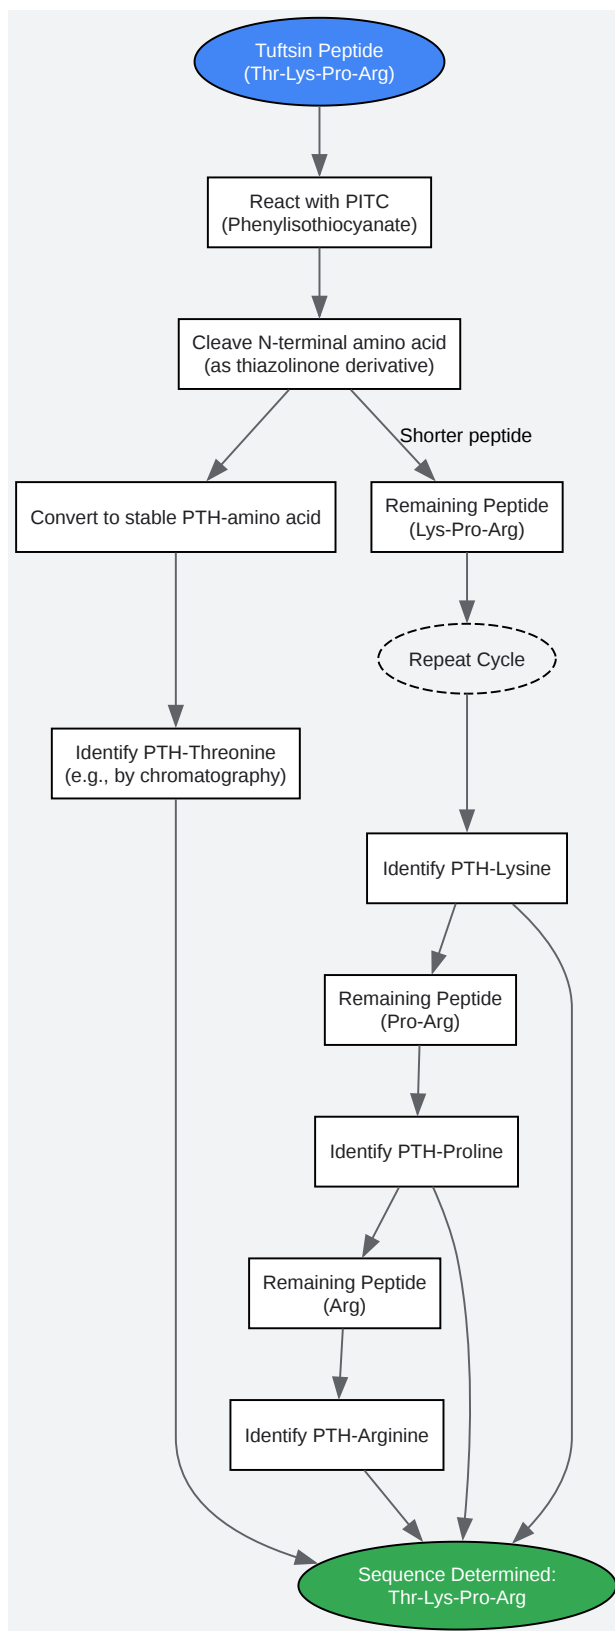 Tuftsin Peptide
(Thr-Lys-Pro-Arg)
React with PITC
(Phenylisothiocyanate)
Cleave N-terminal amino acid
(as thiazolinone derivative)
Shorter peptide
Convert to stable PTH-amino acid
Remaining Peptide
(Lys-Pro-Arg)
Repeat Cycle
Identify PTH-Threonine
(e.g., by chromatography)
Identify PTH-Lysine
Remaining Peptide
(Pro-Arg)
Identify PTH-Proline
Remaining Peptide
(Arg)
Identify PTH-Arginine
Sequence Determined:
Thr-Lys-Pro-Arg